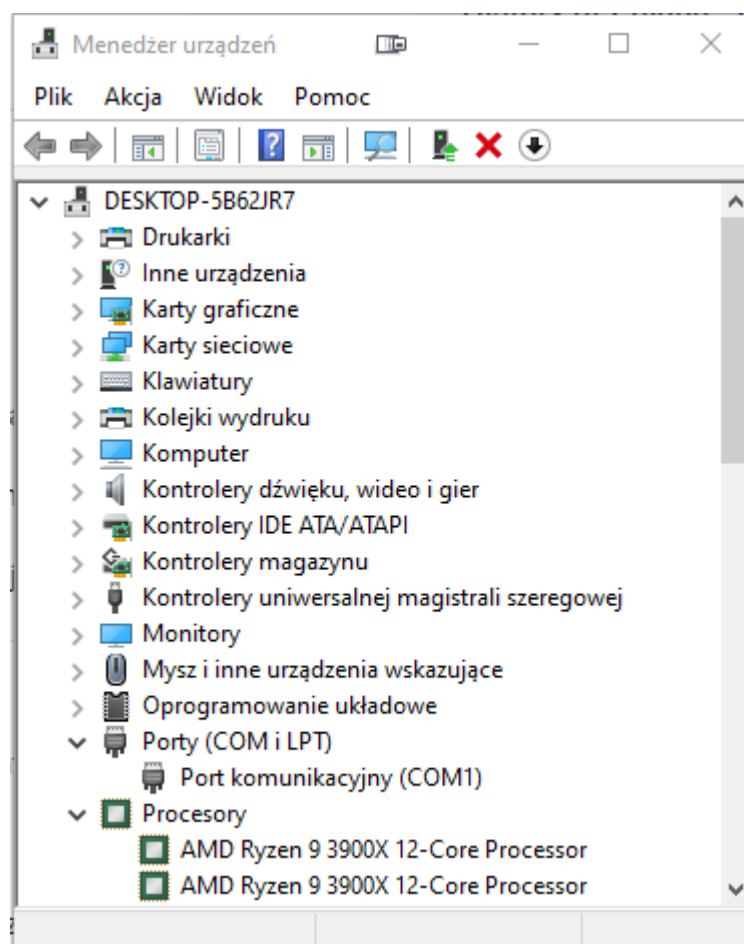 Menedżer urządzeń
Plik Akcja Widok Pomoc
DESKTOP-5B62JR7
Drukarki
Inne urządzenia
Karty graficzne
Karty sieciowe
Klawiatury
Kolejki wydruku
Komputer
Kontrolery dźwięku, wideo i gier
Kontrolery IDE ATA/ATAPI
Kontrolery magazynu
Kontrolery uniwersalnej magistrali szeregowej
Monitory
Mysz i inne urządzenia wskazujące
Oprogramowanie układowe
Porty (COM i LPT)
Port komunikacyjny (COM1)
Procesory
AMD Ryzen 9 3900X 12-Core Processor
AMD Ryzen 9 3900X 12-Core Processor